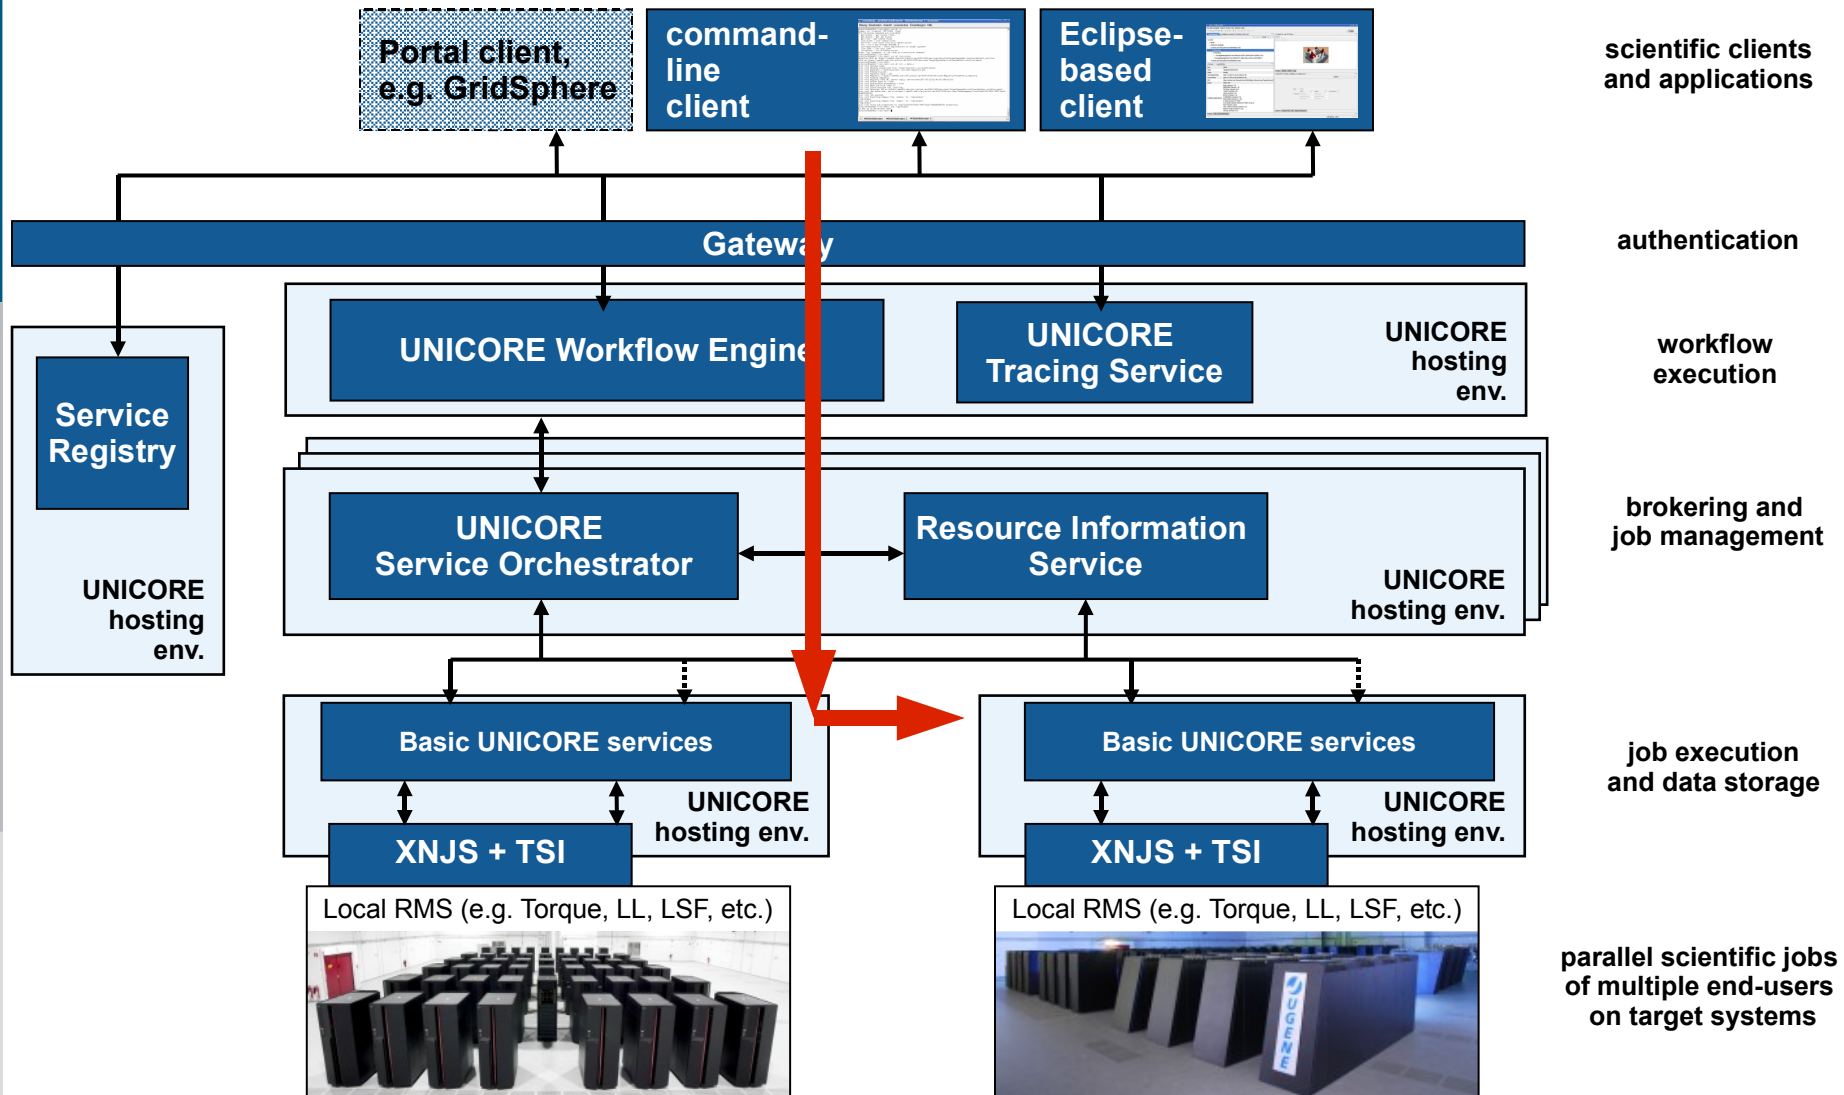 Portal client,
e.g. GridSphere
command-
line
client
Eclipse-
based
client
scientific clients
and applications
Gateway
authentication
UNICORE Workflow Engine
UNICORE
Tracing Service
UNICORE
hosting
env.
workflow
execution
Service
Registry
UNICORE
hosting
env.
UNICORE
Service Orchestrator
Resource Information
Service
UNICORE
hosting env.
brokering and
job management
Basic UNICORE services
UNICORE
hosting env.
XNJS + TSI
Local RMS (e.g. Torque, LL, LSF, etc.)
Basic UNICORE services
UNICORE
hosting env.
XNJS + TSI
Local RMS (e.g. Torque, LL, LSF, etc.)
job execution
and data storage
JUGENE
parallel scientific jobs
of multiple end-users
on target systems